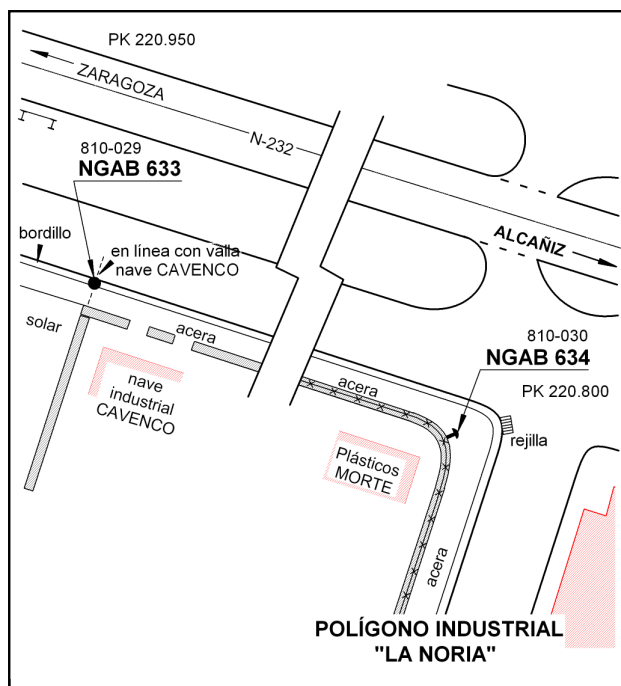 PK 220.950
ZARAGOZA
N-232
810-029
NGAB 633
bordillo
en línea con valla
nave CAVENCO
ALCAÑIZ
solar
acera
810-030
NGAB 634
acera
PK 220.800
nave
industrial
CAVENCO
rejilla
Plásticos
MORTE
acera
POLÍGONO INDUSTRIAL
"LA NORIA"